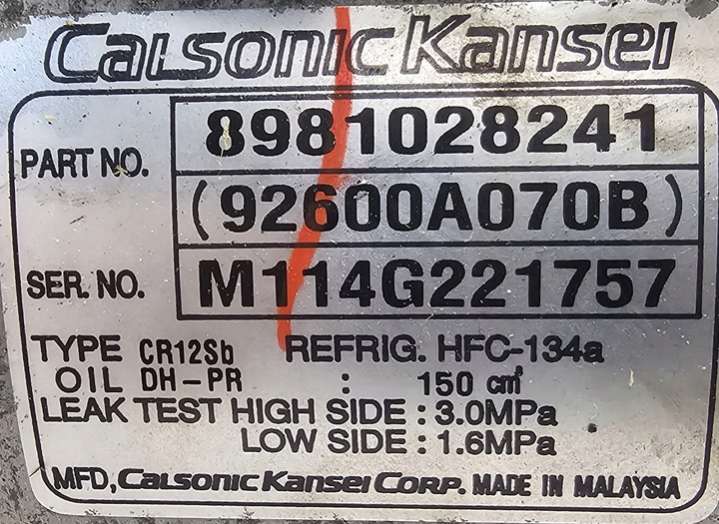 CALSONIC KANSEI
PART NO. 8981028241
(92600A070B)
SER. NO. M114G221757
TYPE CR12Sb REFRIG. HFC-134a
OIL DH-PR : 150 cm³
LEAK TEST HIGH SIDE : 3.0MPa
LOW SIDE : 1.6MPa
MFD, CALSONIC KANSEI CORP. MADE IN MALAYSIA